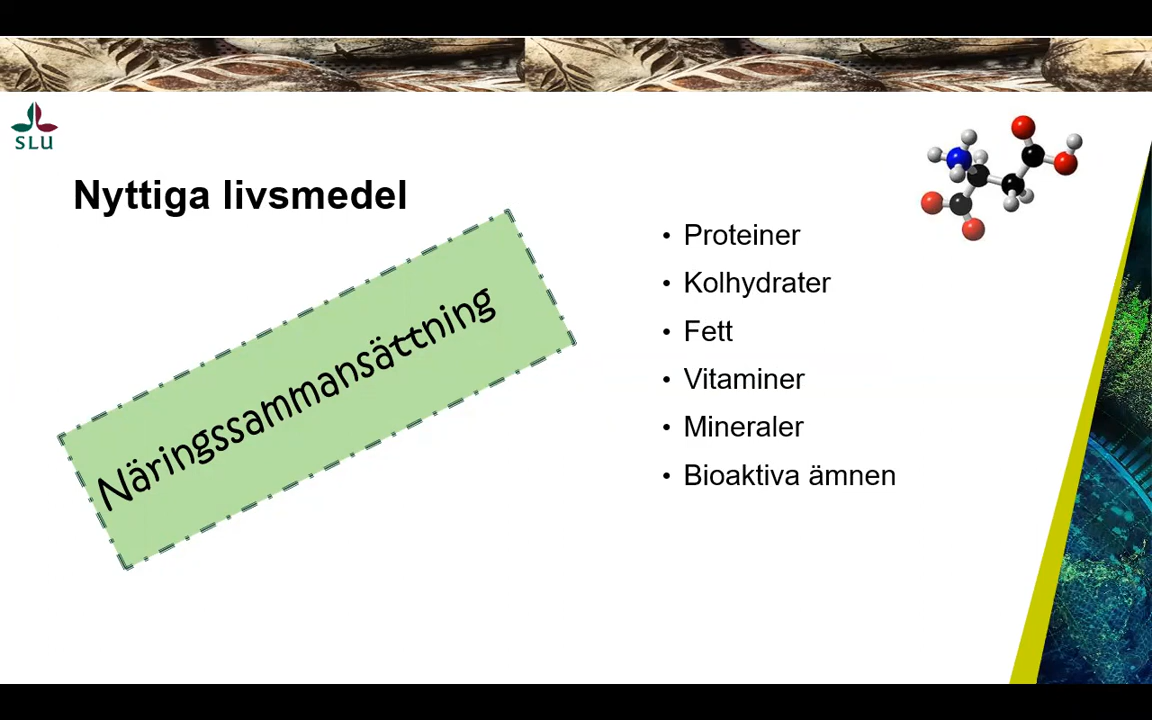 SLU
Nyttiga livsmedel
Näringssammansättning
• Proteiner
• Kolhydrater
• Fett
• Vitaminer
• Mineraler
• Bioaktiva ämnen